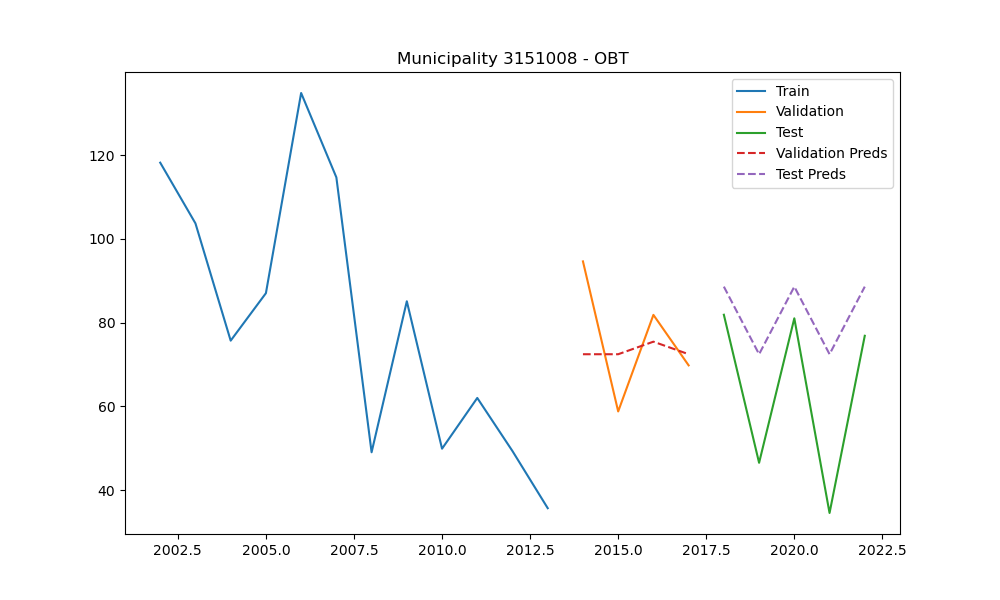 Municipality 3151008 - OBT
Train
Validation
Test
Validation Preds
Test Preds
120
100
80
60
40
2002.5 2005.0 2007.5 2010.0 2012.5 2015.0 2017.5 2020.0 2022.5